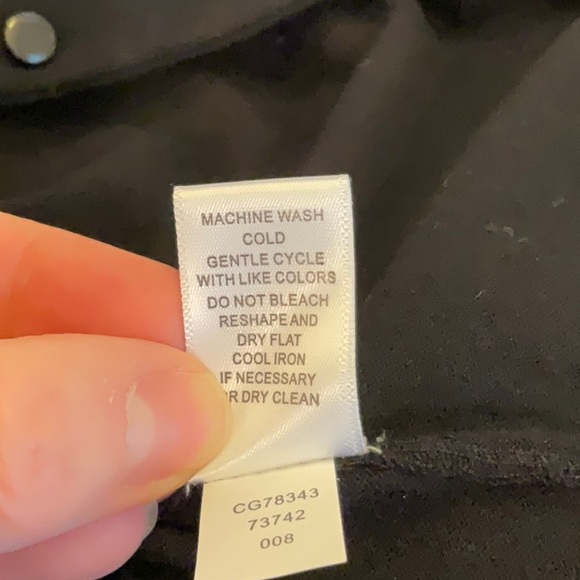 MACHINE WASH
COLD
GENTLE CYCLE
WITH LIKE COLORS
DO NOT BLEACH
RESHAPE AND
DRY FLAT
COOL IRON
IF NECESSARY
OR DRY CLEAN
CG78343
73742
008